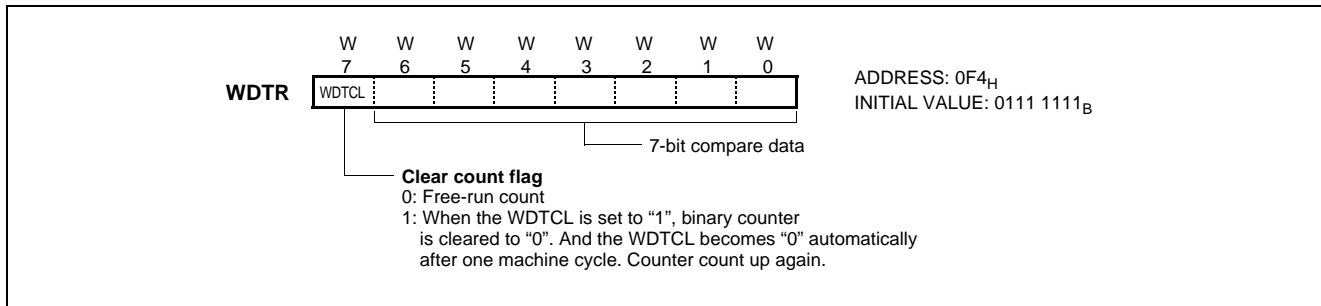 W W W W W W W W
7 6 5 4 3 2 1 0
WDTR WDTCL
ADDRESS: 0F4H
INITIAL VALUE: 0111 1111B
7-bit compare data
Clear count flag
0: Free-run count
1: When the WDTCL is set to “1”, binary counter
is cleared to “0”. And the WDTCL becomes “0” automatically
after one machine cycle. Counter count up again.